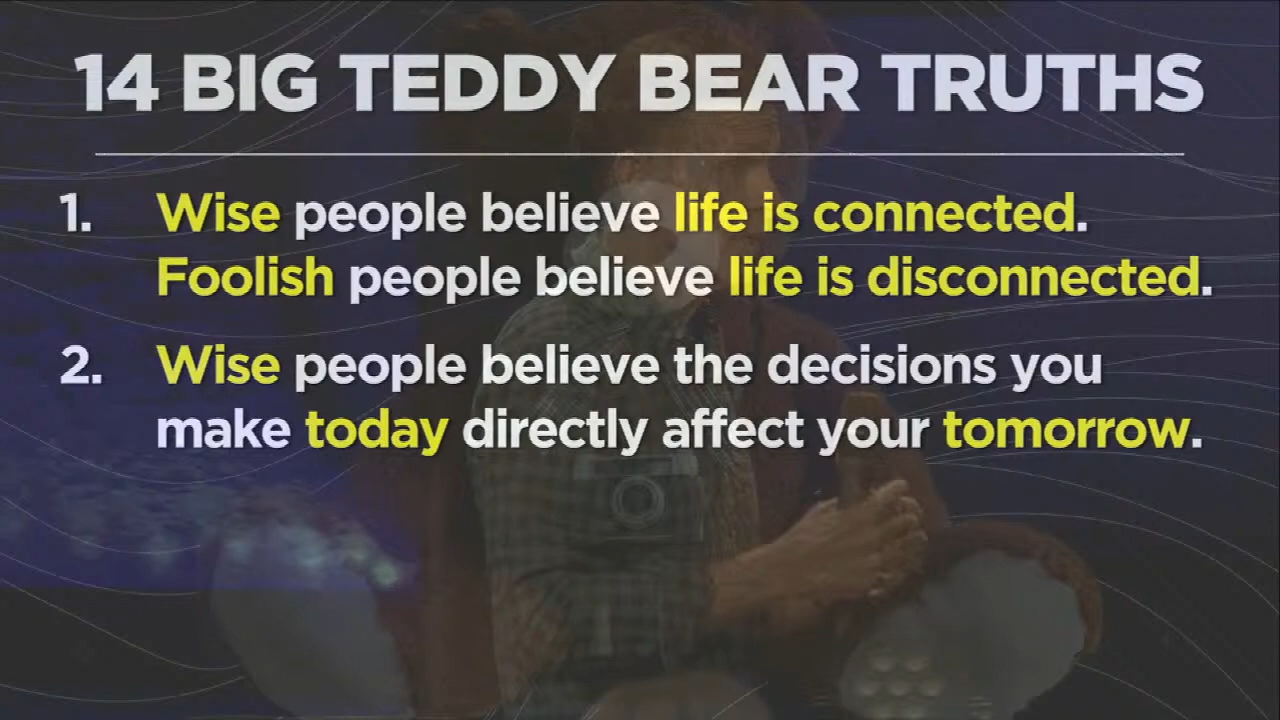 14 BIG TEDDY BEAR TRUTHS
1. Wise people believe life is connected.
Foolish people believe life is disconnected.
2. Wise people believe the decisions you
make today directly affect your tomorrow.